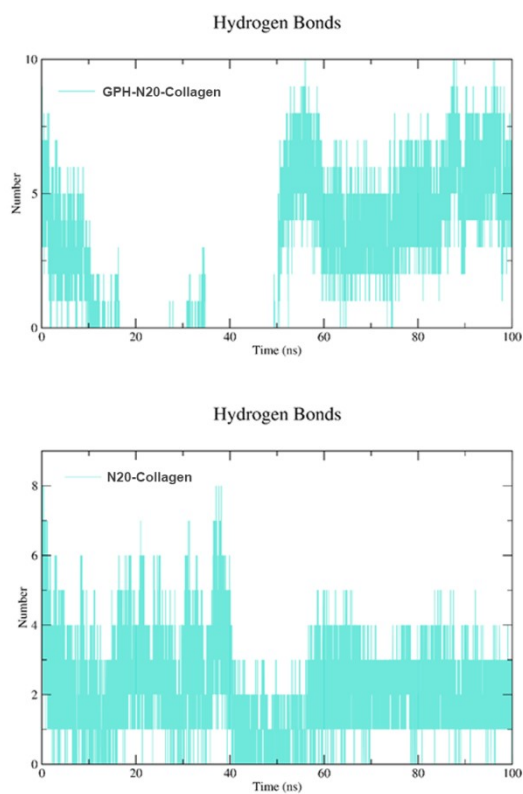 Hydrogen Bonds
10
GPH-N20-Collagen
5
Number
0
0 20 40 60 80 100
Time (ns)
Hydrogen Bonds
8
N20-Collagen
6
4
Number
2
0
0 20 40 60 80 100
Time (ns)